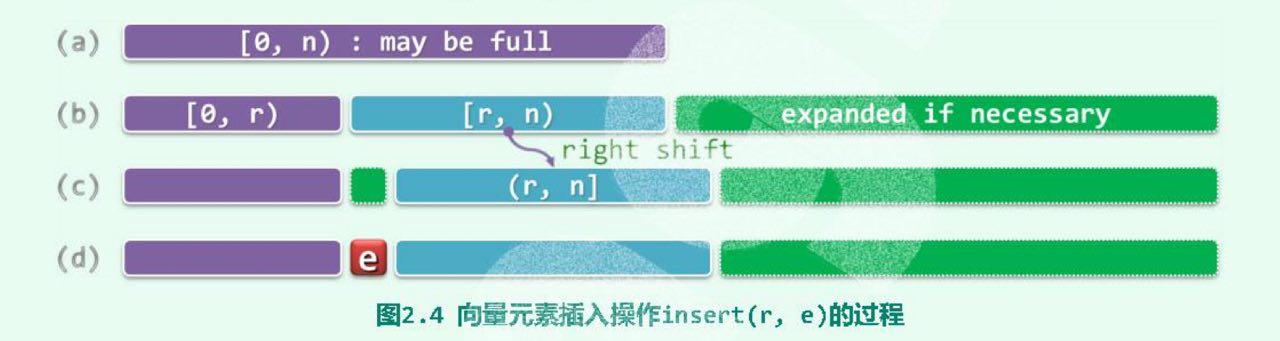 (a) [0, n) : may be full
(b) [0, r) [r, n) expanded if necessary
right shift
(c) (r, n]
(d) e
图2.4 向量元素插入操作insert(r, e)的过程